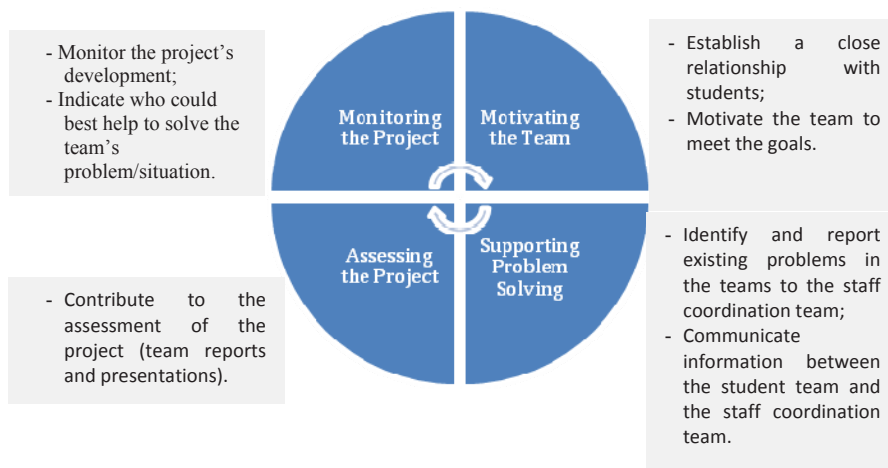 - Monitor the project's
development;
- Indicate who could
best help to solve the
team's
problem/situation.
Monitoring
the Project
Motivating
the Team
- Establish a close
relationship with
students;
- Motivate the team to
meet the goals.
Assessing
the Project
Supporting
Problem
Solving
- Contribute to the
assessment of the
project (team reports
and presentations).
- Identify and report
existing problems in
the teams to the staff
coordination team;
- Communicate
information between
the student team and
the staff coordination
team.